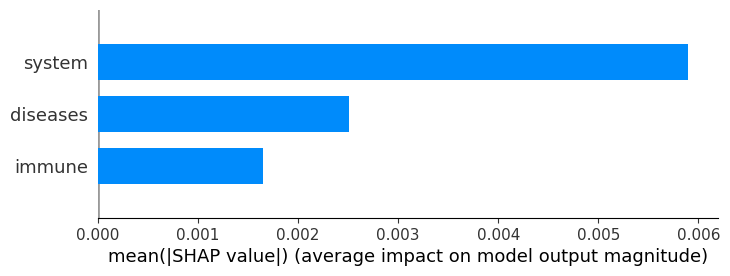 system
diseases
immune
0.000 0.001 0.002 0.003 0.004 0.005 0.006
mean(|SHAP value|) (average impact on model output magnitude)